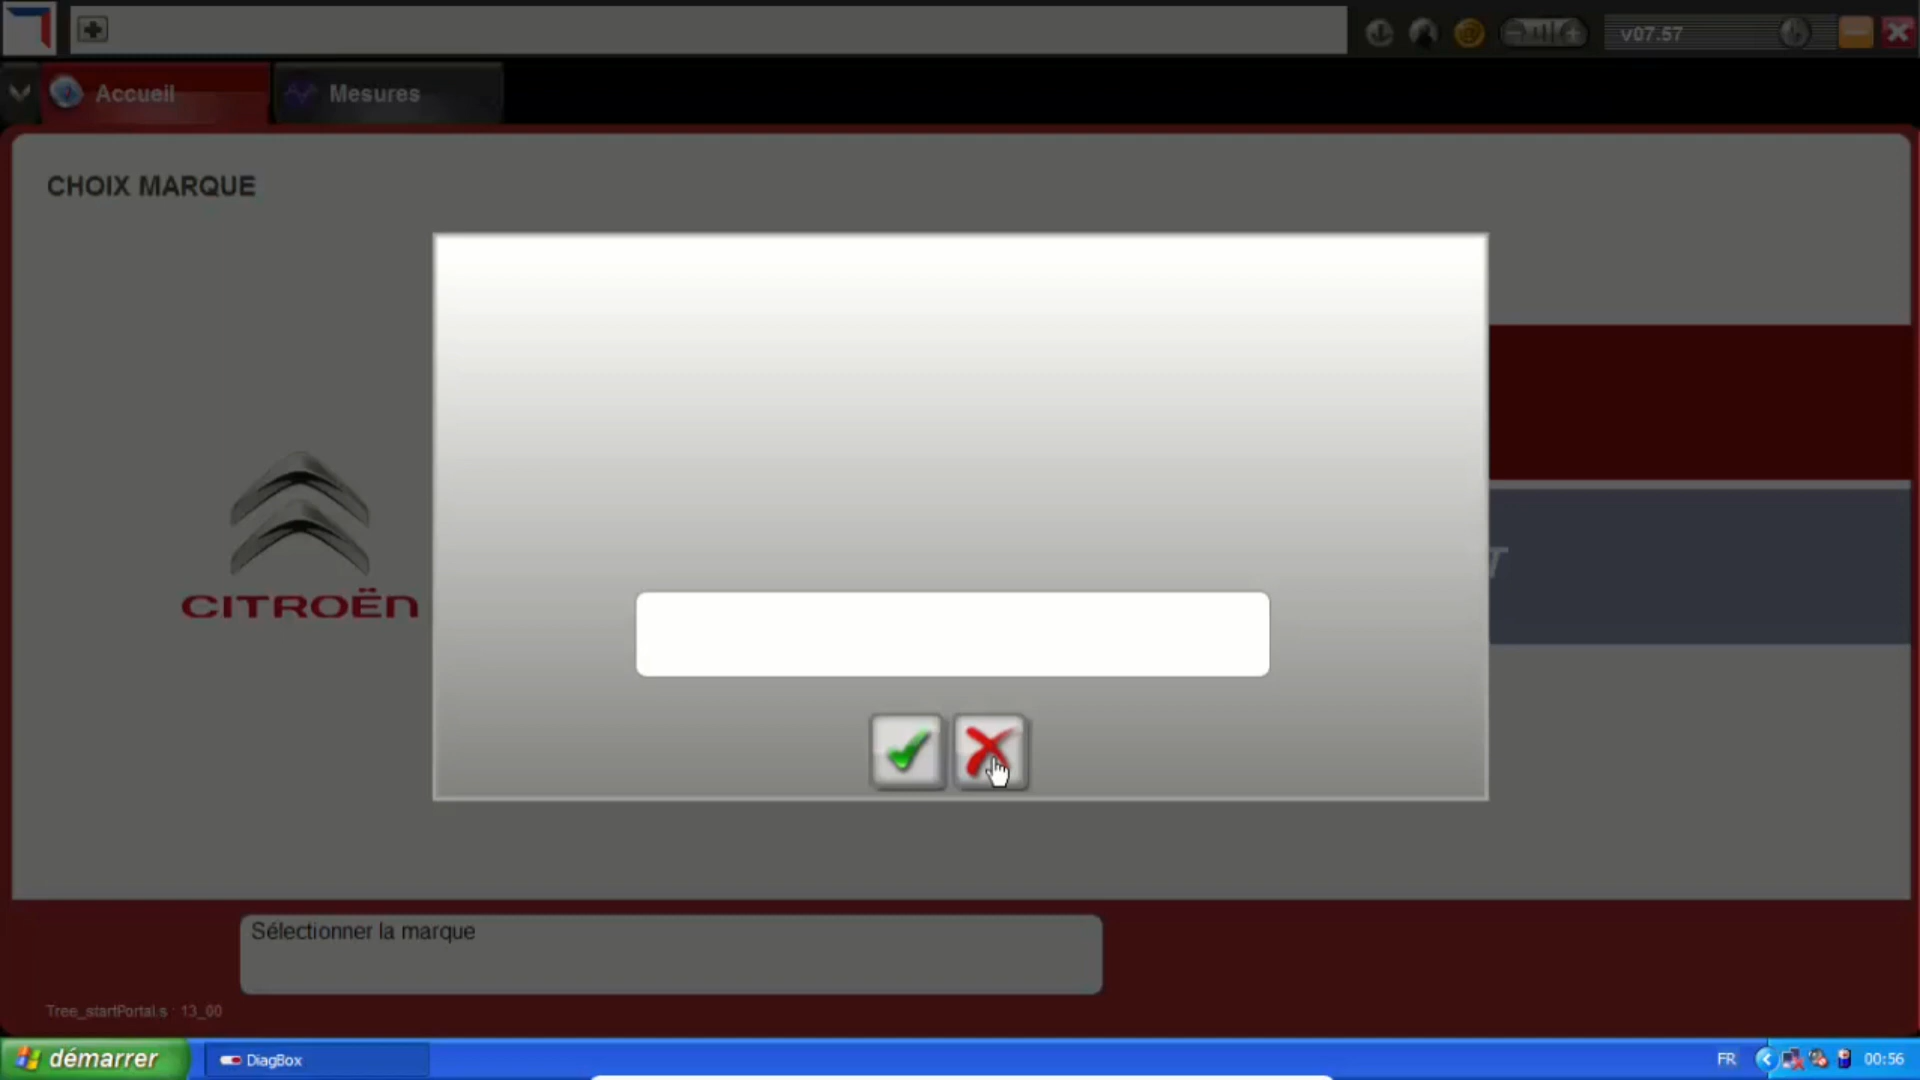 v07.57
Accueil
Mesures
CHOIX MARQUE
CITROËN
T
Sélectionner la marque
Tree_startPortal.s : 13_00
démarrer
DiagBox
FR
00:56